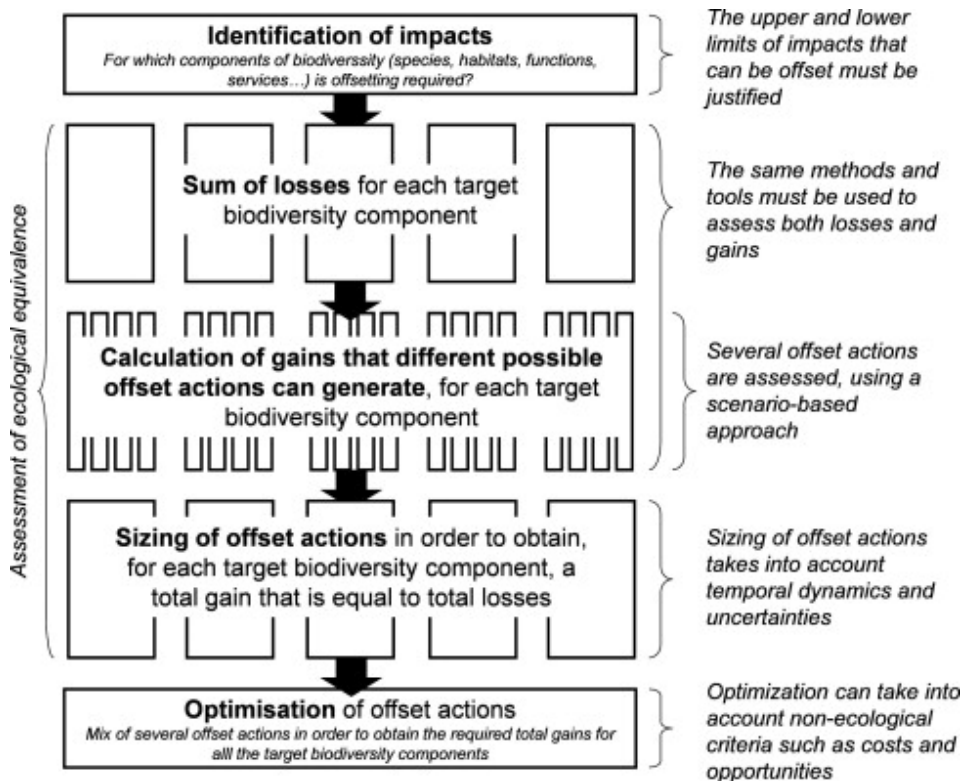 Identification of impacts
For which components of biodiverssity (species, habitats, functions,
services...) is offsetting required?
The upper and lower
limits of impacts that
can be offset must be
justified
Assessment of ecological equivalence
Sum of losses for each target
biodiversity component
The same methods and
tools must be used to
assess both losses and
gains
Calculation of gains that different possible
offset actions can generate, for each target
biodiversity component
Several offset actions
are assessed, using a
scenario-based
approach
Sizing of offset actions in order to obtain,
for each target biodiversity component, a
total gain that is equal to total losses
Sizing of offset actions
takes into account
temporal dynamics and
uncertainties
Optimisation of offset actions
Mix of several offset actions in order to obtain the required total gains for
alll the target biodiversity components
Optimization can take into
account non-ecological
criteria such as costs and
opportunities